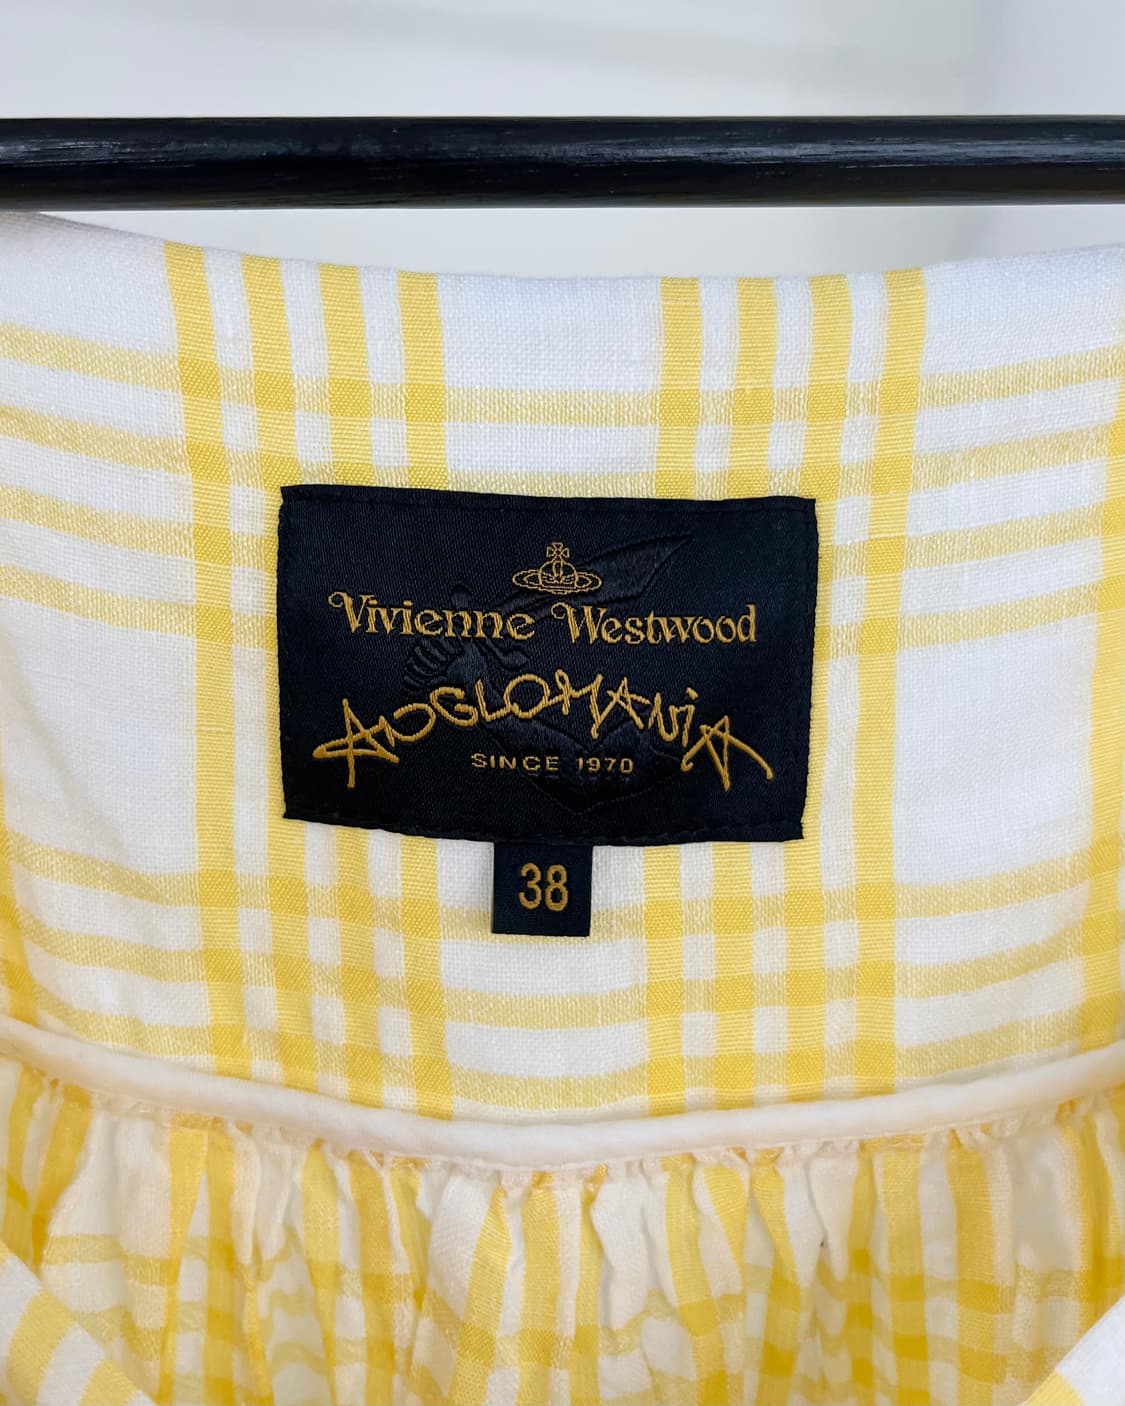 Vivienne Westwood
ANGLOMANIA
SINCE 1970
38